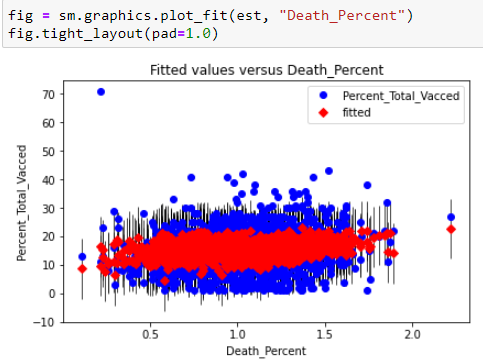 fig = sm.graphics.plot_fit(est, "Death_Percent")
fig.tight_layout(pad=1.0)
Fitted values versus Death_Percent
Percent_Total_Vacced
fitted
70
60
50
40
30
20
10
0
−10
Percent_Total_Vacced
0.5
1.0
1.5
2.0
Death_Percent